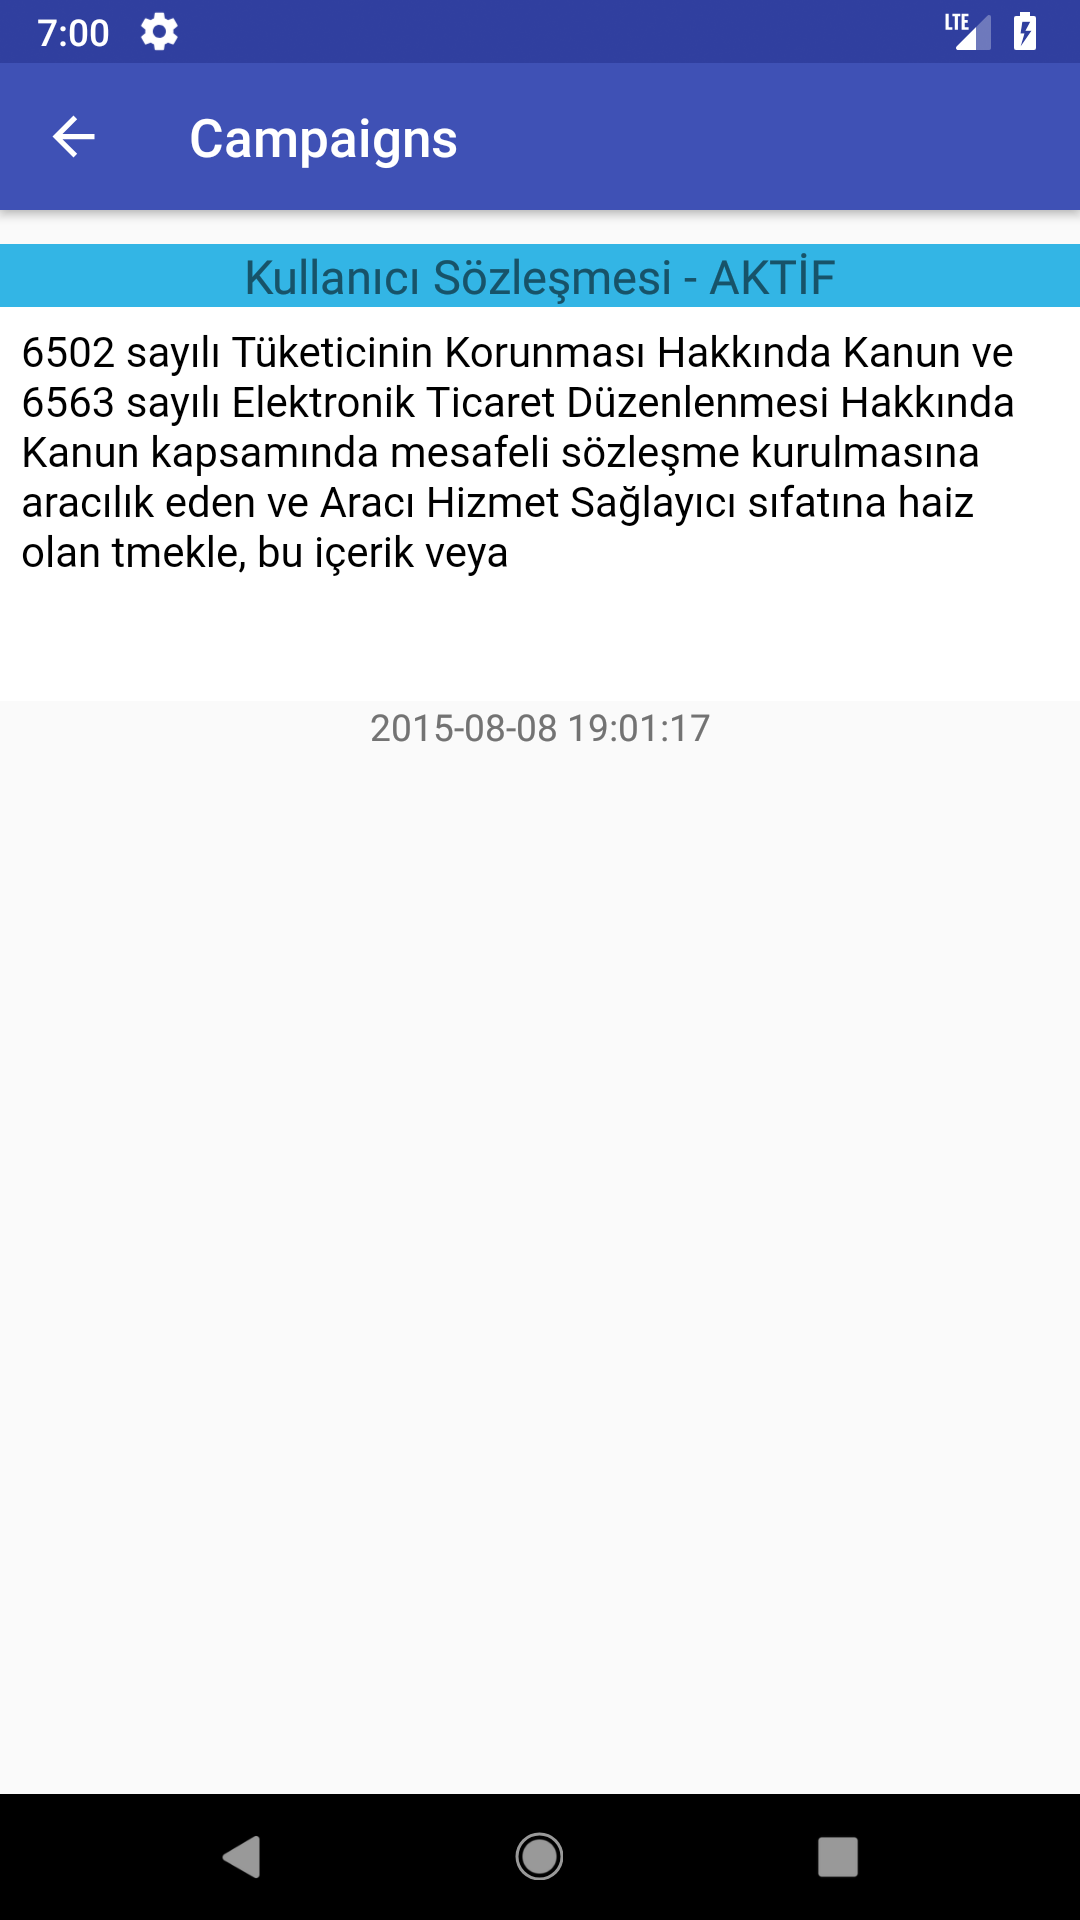 7:00
LTE
Campaigns
Kullanıcı Sözleşmesi - AKTİF
6502 sayılı Tüketicinin Korunması Hakkında Kanun ve
6563 sayılı Elektronik Ticaret Düzenlenmesi Hakkında
Kanun kapsamında mesafeli sözleşme kurulmasına
aracılık eden ve Aracı Hizmet Sağlayıcı sıfatına haiz
olan tmekle, bu içerik veya
2015-08-08 19:01:17